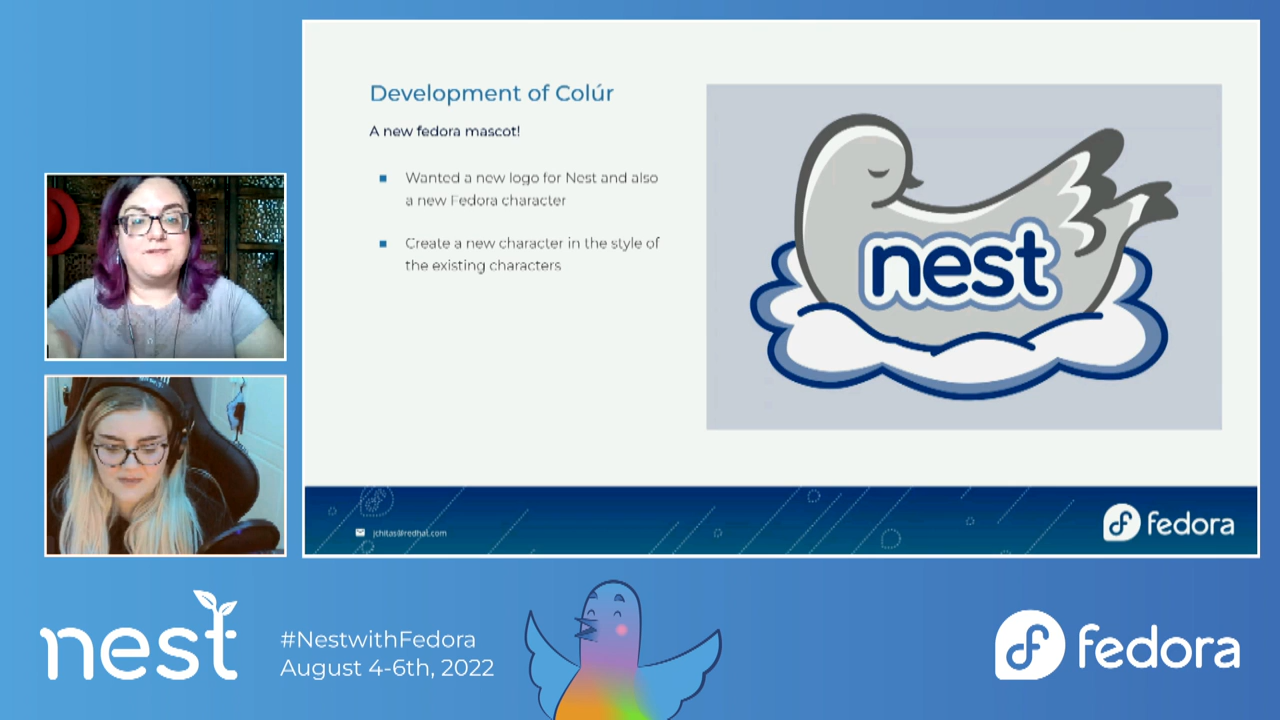 Development of Colúr
A new fedora mascot!
Wanted a new logo for Nest and also
a new Fedora character
Create a new character in the style of
the existing characters
nest
jchitas@redhat.com
fedora
nest
#NestwithFedora
August 4-6th, 2022
fedora